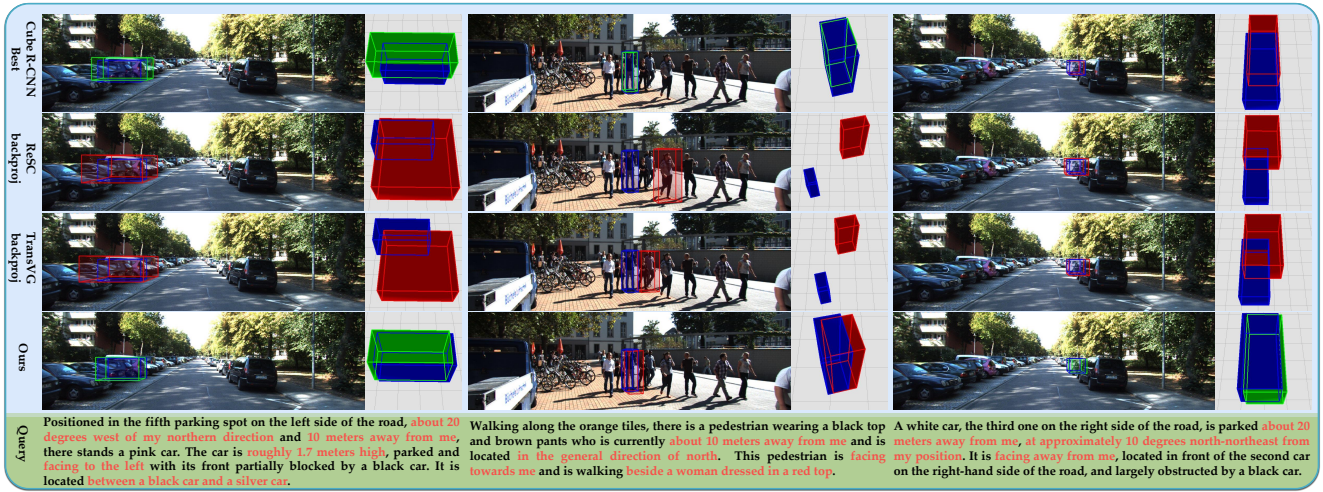 Cube R-CNN
Best
ReSC
backproj
TransVG
backproj
Ours
Query
Positioned in the fifth parking spot on the left side of the road, about 20
degrees west of my northern direction and 10 meters away from me,
there stands a pink car. The car is roughly 1.7 meters high, parked and
facing to the left with its front partially blocked by a black car. It is
located between a black car and a silver car.
Walking along the orange tiles, there is a pedestrian wearing a black top
and brown pants who is currently about 10 meters away from me and is
located in the general direction of north. This pedestrian is facing
towards me and is walking beside a woman dressed in a red top.
A white car, the third one on the right side of the road, is parked about 20
meters away from me, at approximately 10 degrees north-northeast from
my position. It is facing away from me, located in front of the second car
on the right-hand side of the road, and largely obstructed by a black car.